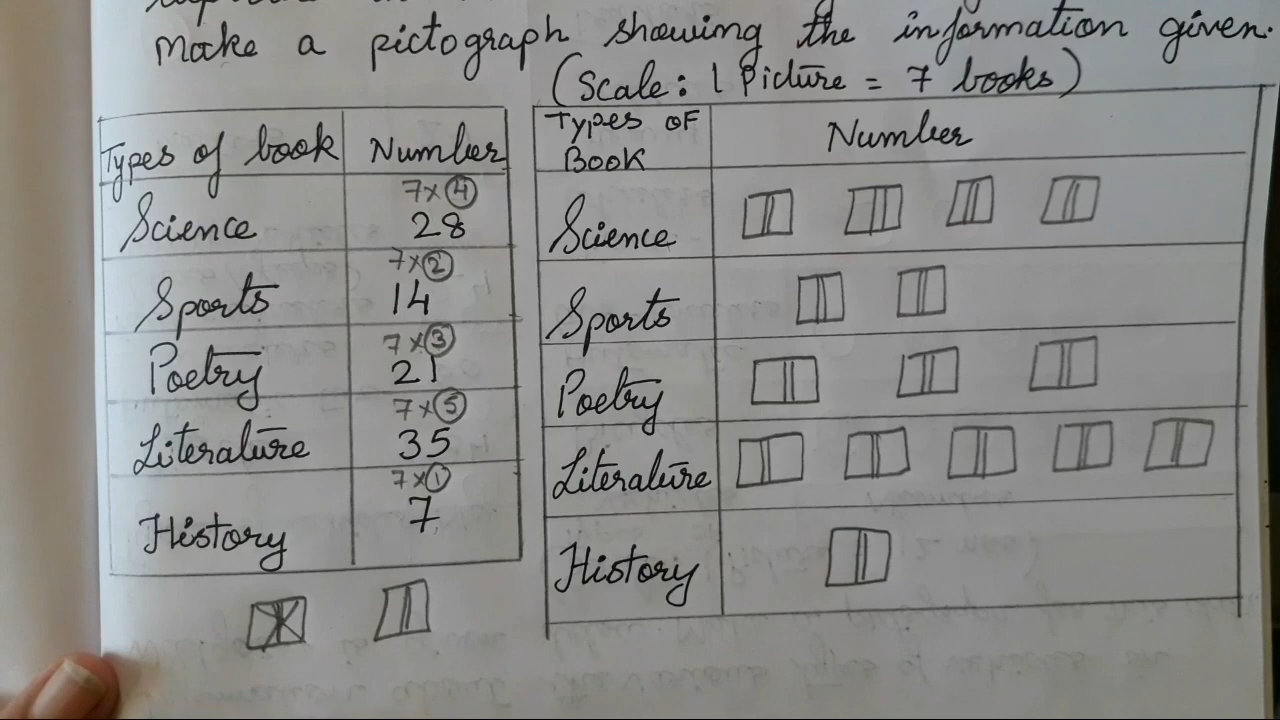 Make a pictograph showing the information given.
(Scale: 1 Picture = 7 books)
Types of book Number
7×4
Science 28
7×2
Sports 14
7×3
Poetry 21
7×5
Literature 35
7×1
History 7
Types OF
Book
Number
Science
Sports
Poetry
Literature
History